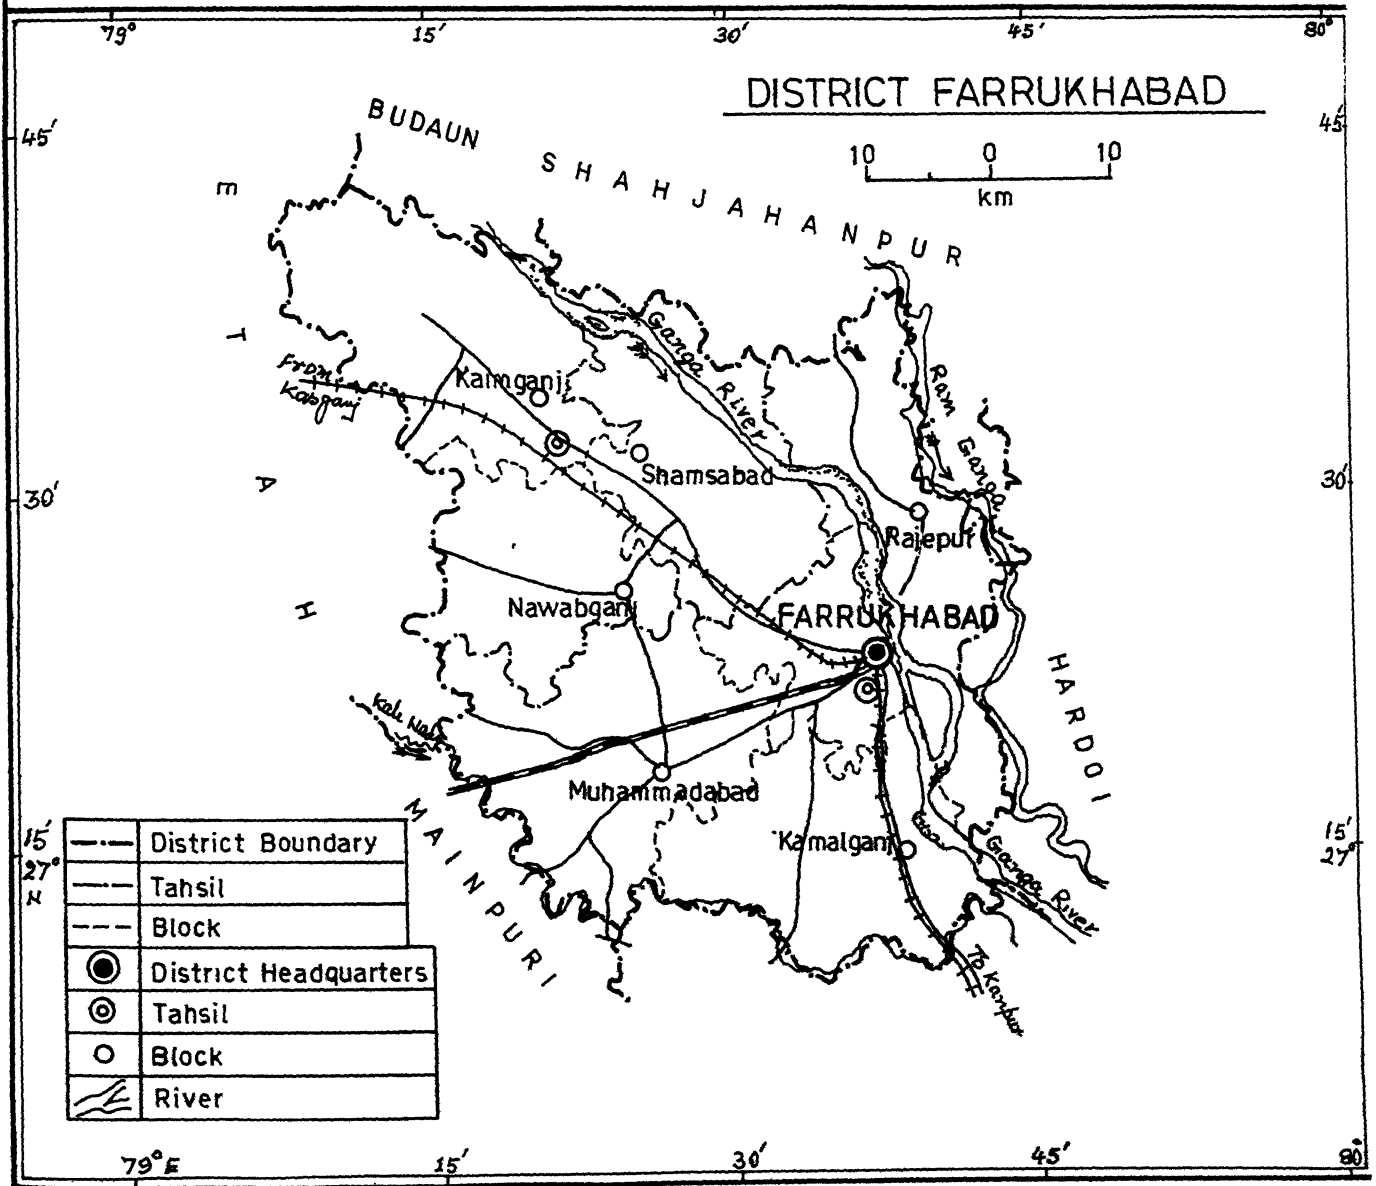 79°
15'
30'
45'
80°
DISTRICT FARRUKHABAD
10 0 10
km
45'
45'
BUDAUN
SHAHJAHANPUR
ETAH
Ganga River
Ram Ganga
From Kasganj
Kaimganj
Shamsabad
30'
30'
Rajepur
Nawabganj
FARRUKHABAD
HARDOI
Kali Nadi
Muhammadabad
Kamalganj
MAINPURI
Ganga River
To Kanpur
15'
27°
N
15'
27°
District Boundary
Tahsil
Block
District Headquarters
Tahsil
Block
River
79°E
15'
30'
45'
80°